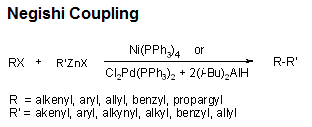 Negishi Coupling
Ni(PPh3)4 or
RX + R'ZnX R-R'
Cl2Pd(PPh3)2 + 2(i-Bu)2AlH
R = alkenyl, aryl, allyl, benzyl, propargyl
R' = akenyl, aryl, alkynyl, alkyl, benzyl, allyl